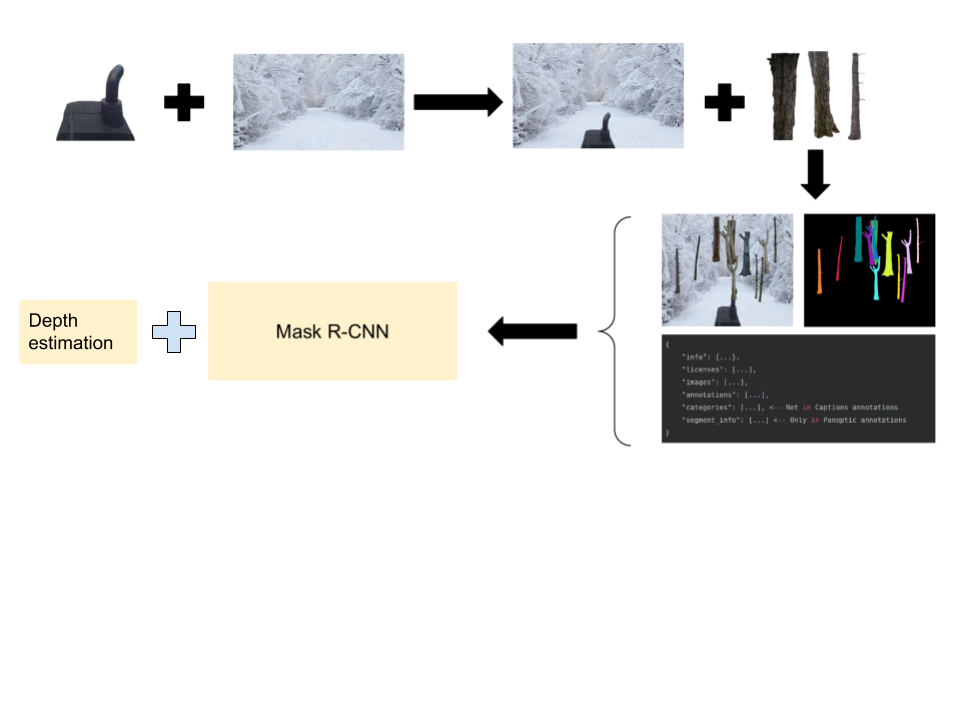 Depth
estimation
Mask R-CNN
{
"info": {...},
"licenses": [...],
"images": [...],
"annotations": [...],
"categories": [...], <-- Not in Captions annotations
"segment_info": [...] <-- Only in Panoptic annotations
}